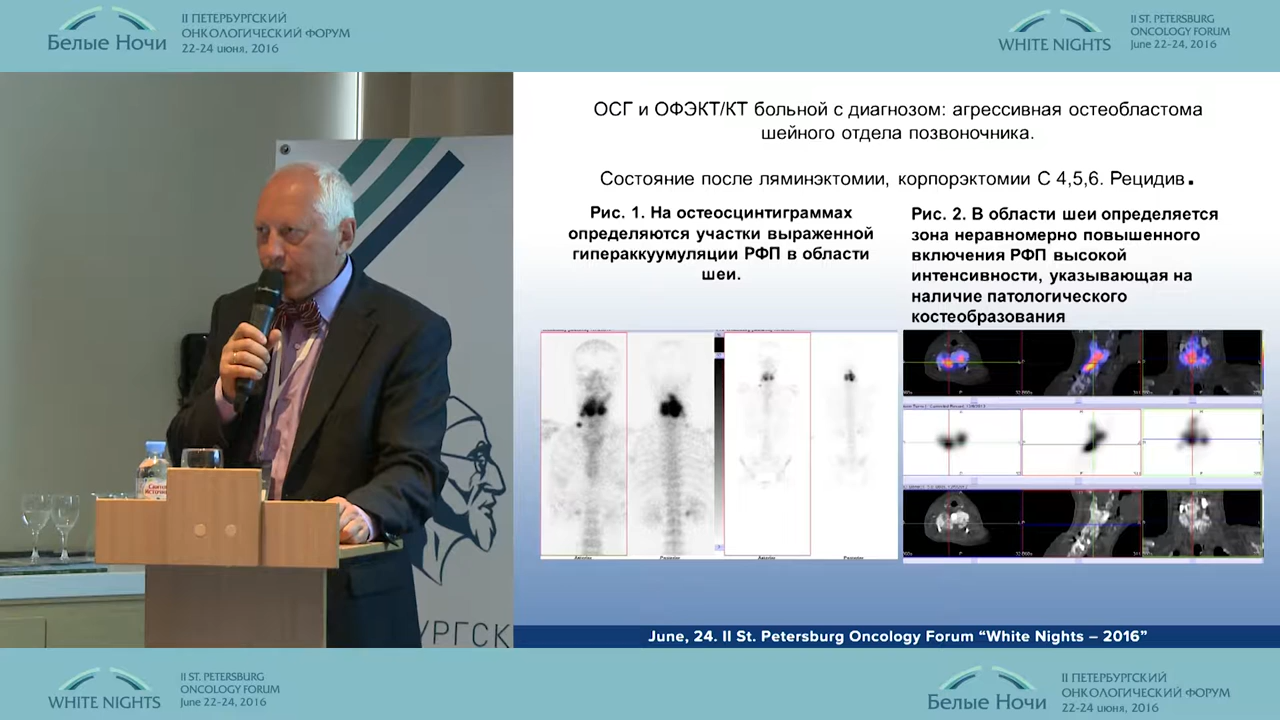 Белые Ночи
II ПЕТЕРБУРГСКИЙ
ОНКОЛОГИЧЕСКИЙ ФОРУМ
22-24 июня, 2016
WHITE NIGHTS
II ST. PETERSBURG
ONCOLOGY FORUM
June 22-24, 2016
ОСГ и ОФЭКТ/КТ больной с диагнозом: агрессивная остеобластома
шейного отдела позвоночника.
Состояние после ляминэктомии, корпорэктомии С 4,5,6. Рецидив.
Рис. 1. На остеосцинтиграммах
определяются участки выраженной
гипераккуумуляции РФП в области
шеи.
Рис. 2. В области шеи определяется
зона неравномерно повышенного
включения РФП высокой
интенсивности, указывающая на
наличие патологического
костеобразования
Anterior
Posterior
Anterior
Posterior
УРГСК
June, 24. II St. Petersburg Oncology Forum “White Nights – 2016”
WHITE NIGHTS
II ST. PETERSBURG
ONCOLOGY FORUM
June 22-24, 2016
Белые Ночи
II ПЕТЕРБУРГСКИЙ
ОНКОЛОГИЧЕСКИЙ ФОРУМ
22-24 июня, 2016